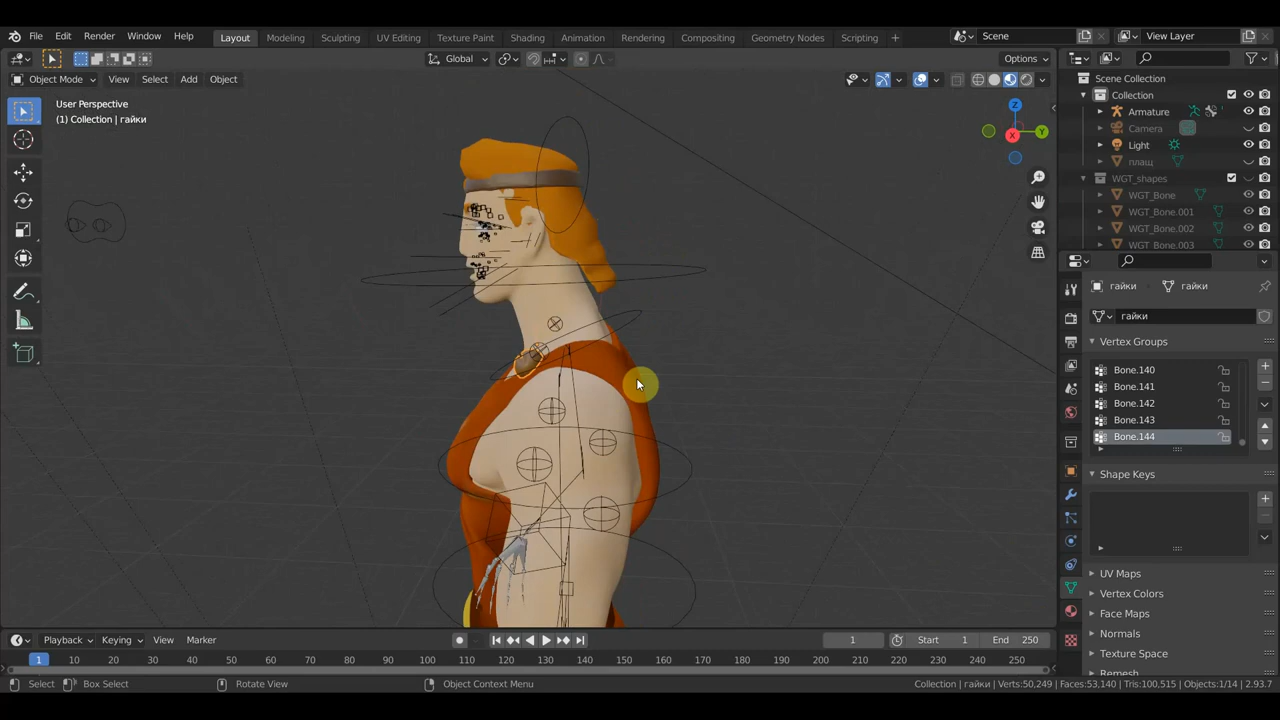 File Edit Render Window Help
Layout Modeling Sculpting UV Editing Texture Paint Shading Animation Rendering Compositing Geometry Nodes Scripting +
Scene
View Layer
Global
Options
Object Mode View Select Add Object
User Perspective
(1) Collection | гайки
Z
Y
X
Scene Collection
Collection
Armature
Camera
Light
плащ
WGT_shapes
WGT_Bone
WGT_Bone.001
WGT_Bone.002
WGT_Bone.003
гайки гайки
гайки
Vertex Groups
Bone.140
Bone.141
Bone.142
Bone.143
Bone.144
Shape Keys
UV Maps
Vertex Colors
Face Maps
Normals
Texture Space
Remesh
Playback Keying View Marker
1 Start 1 End 250
1 10 20 30 40 50 60 70 80 90 100 110 120 130 140 150 160 170 180 190 200 210 220 230 240 250
Select Box Select Rotate View Object Context Menu
Collection | гайки | Verts:50,249 | Faces:53,140 | Tris:100,515 | Objects:1/14 | 2.93.7